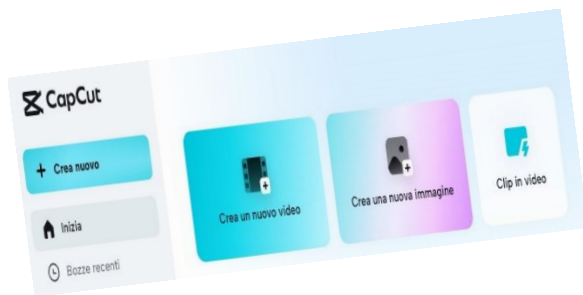 CapCut
Crea nuovo
Inizia
Bozze recenti
Crea un nuovo video
Crea una nuova immagine
Clip in video